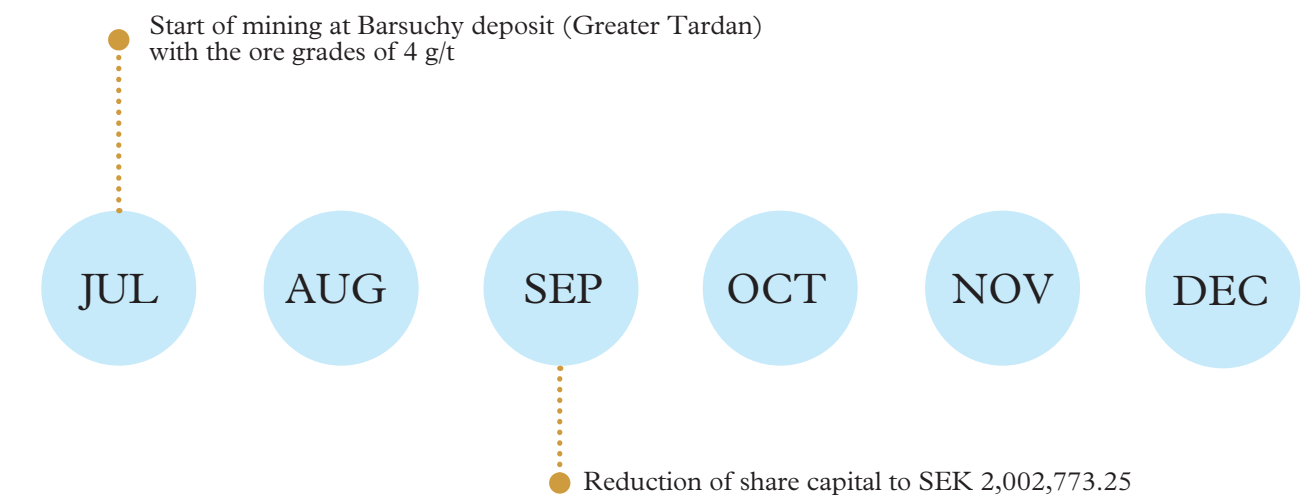 Start of mining at Barsuchy deposit (Greater Tardan)
with the ore grades of 4 g/t
JUL
AUG
SEP
OCT
NOV
DEC
Reduction of share capital to SEK 2,002,773.25